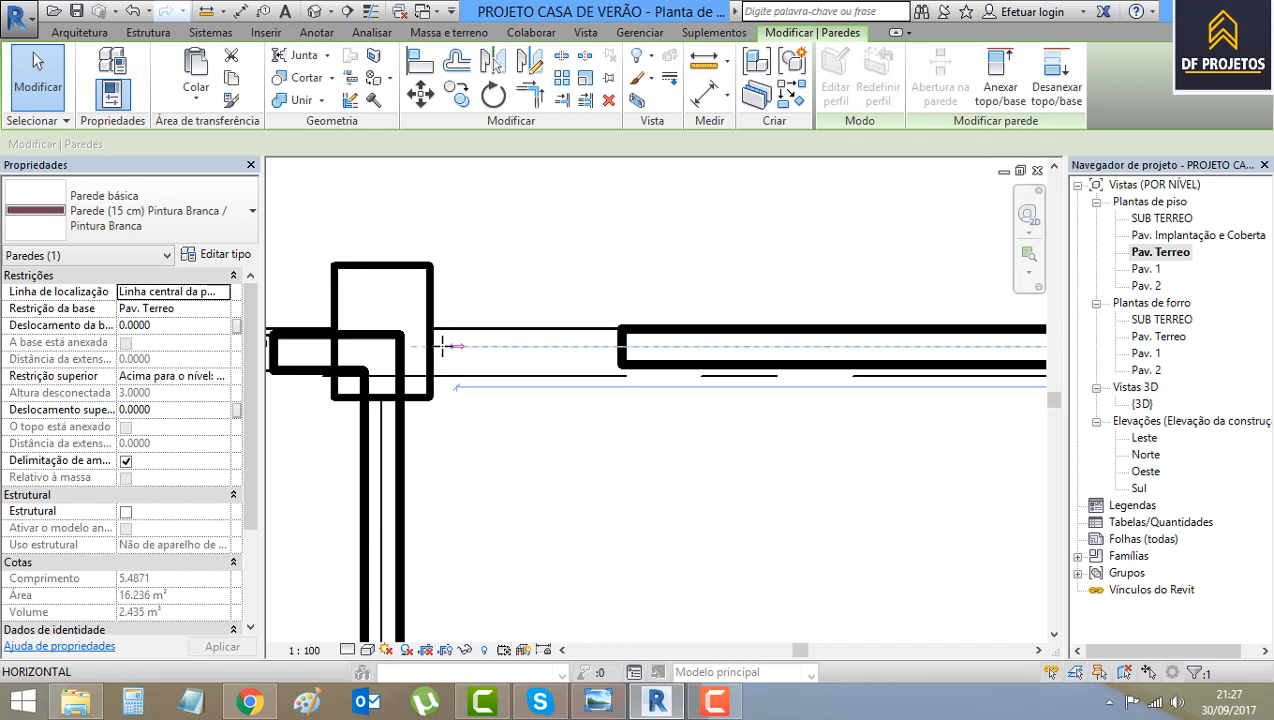 PROJETO CASA DE VERÃO - Planta de ...
Digite palavra-chave ou frase
Efetuar login
DF PROJETOS
Arquitetura Estrutura Sistemas Inserir Anotar Analisar Massa e terreno Colaborar Vista Gerenciar Suplementos Modificar | Paredes
Modificar
Colar
Junta
Cortar
Unir
Editar perfil
Redefinir perfil
Abertura na parede
Anexar topo/base
Desanexar topo/base
Selecionar Propriedades Área de transferência Geometria Modificar Vista Medir Criar Modo Modificar parede
Modificar | Paredes
Propriedades
Parede básica
Parede (15 cm) Pintura Branca /
Pintura Branca
Paredes (1)
Editar tipo
Restrições
Linha de localização Linha central da p...
Restrição da base Pav. Terreo
Deslocamento da b... 0.0000
A base está anexada
Distância da exten... 0.0000
Restrição superior Acima para o nível: ...
Altura desconectada 3.0000
Deslocamento supe... 0.0000
O topo está anexado
Distância da exten... 0.0000
Delimitação de am...
Relativo à massa
Estrutural
Estrutural
Ativar o modelo an...
Uso estrutural Não de aparelho de ...
Cotas
Comprimento 5.4871
Área 16.236 m²
Volume 2.435 m³
Dados de identidade
Ajuda de propriedades
Aplicar
2D
Navegador de projeto - PROJETO CA...
Vistas (POR NÍVEL)
Plantas de piso
SUB TERREO
Pav. Implantação e Coberta
Pav. Terreo
Pav. 1
Pav. 2
Plantas de forro
SUB TERREO
Pav. Terreo
Pav. 1
Pav. 2
Vistas 3D
{3D}
Elevações (Elevação da construç
Leste
Norte
Oeste
Sul
Legendas
Tabelas/Quantidades
Folhas (todas)
Famílias
Grupos
Vínculos do Revit
1 : 100
HORIZONTAL
:0
Modelo principal
:1
21:27
30/09/2017